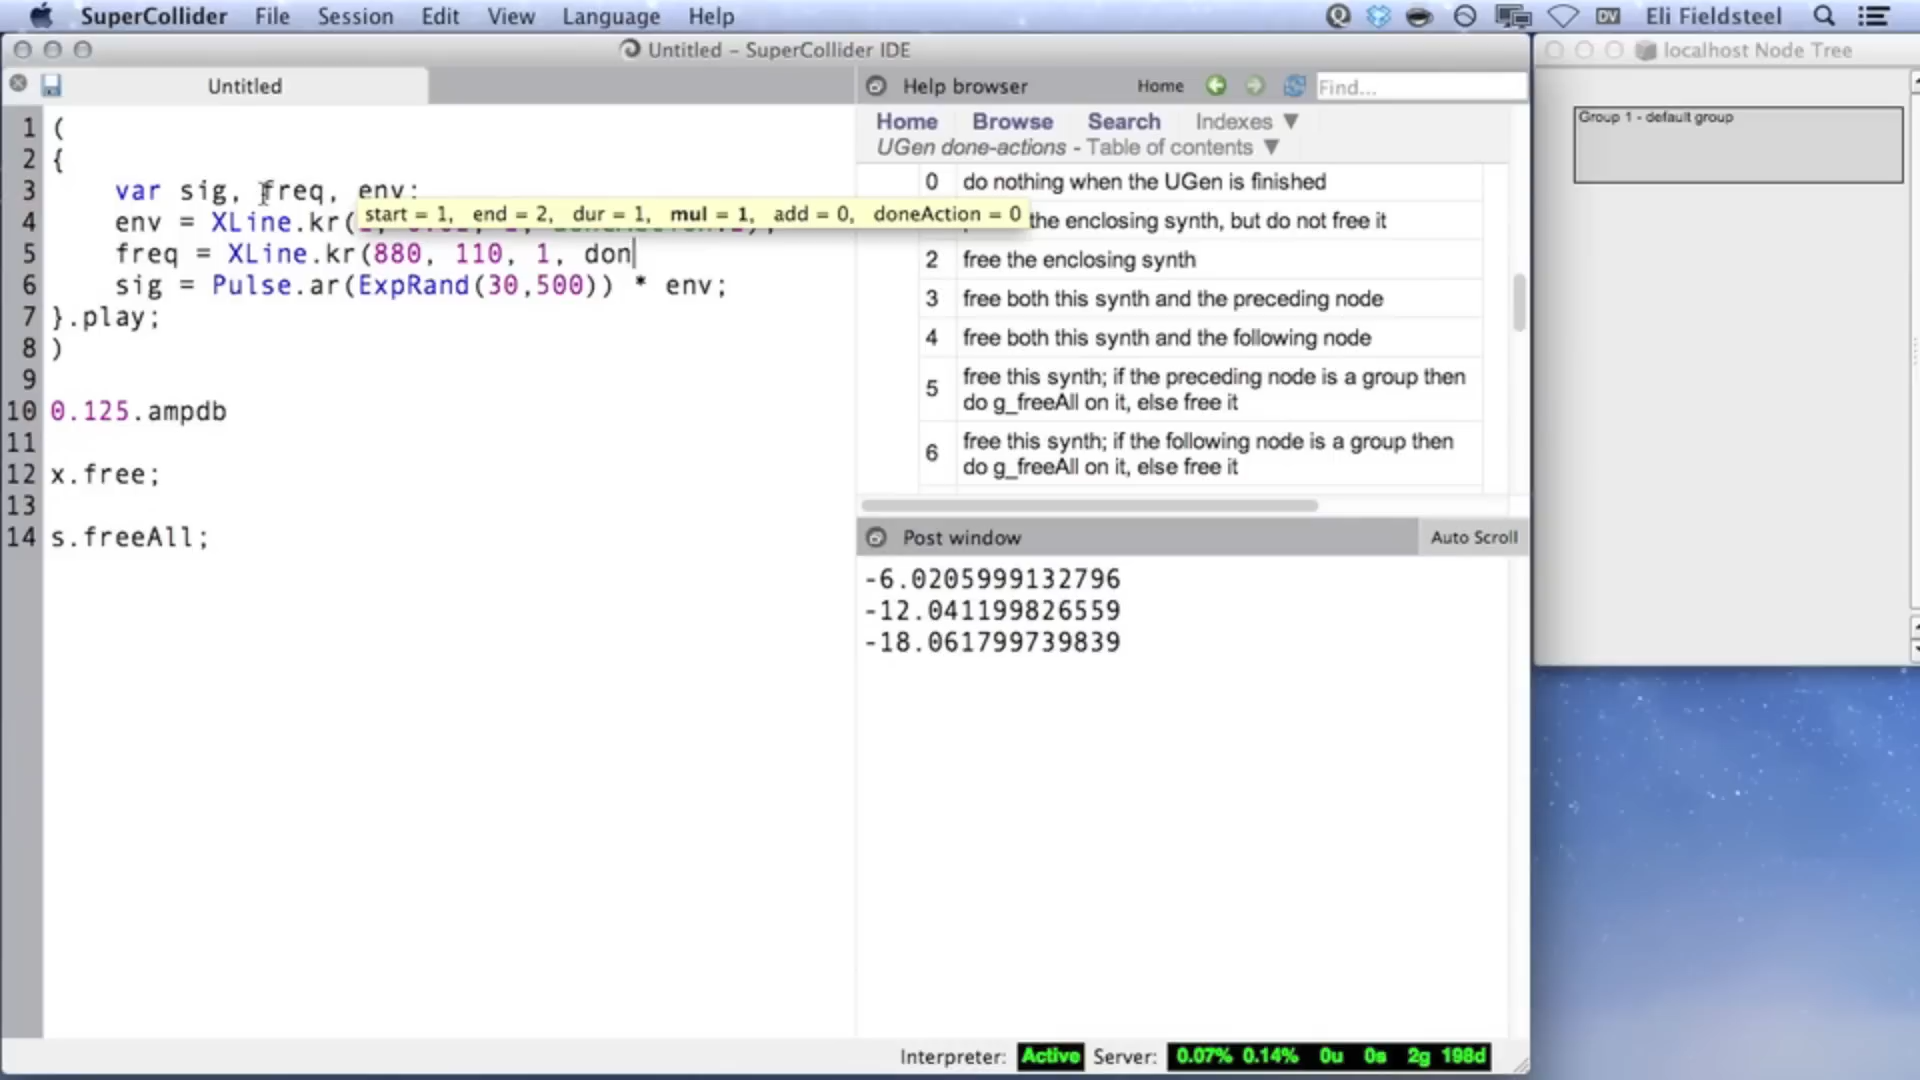 SuperCollider File Session Edit View Language Help
DV Eli Fieldsteel
Untitled – SuperCollider IDE
localhost Node Tree
Untitled
Help browser Home Find...
Home Browse Search Indexes ▼
UGen done-actions - Table of contents ▼
1 (
2 {
3 var sig, freq, env;
start = 1, end = 2, dur = 1, mul = 1, add = 0, doneAction = 0
4 env = XLine.kr(
5 freq = XLine.kr(880, 110, 1, don
6 sig = Pulse.ar(ExpRand(30,500)) * env;
7 }.play;
8 )
9
10 0.125.ampdb
11
12 x.free;
13
14 s.freeAll;
0 do nothing when the UGen is finished
the enclosing synth, but do not free it
2 free the enclosing synth
3 free both this synth and the preceding node
4 free both this synth and the following node
5 free this synth; if the preceding node is a group then
do g_freeAll on it, else free it
6 free this synth; if the following node is a group then
do g_freeAll on it, else free it
Post window Auto Scroll
-6.0205999132796
-12.041199826559
-18.061799739839
Group 1 - default group
Interpreter: Active Server: 0.07% 0.14% 0u 0s 2g 198d